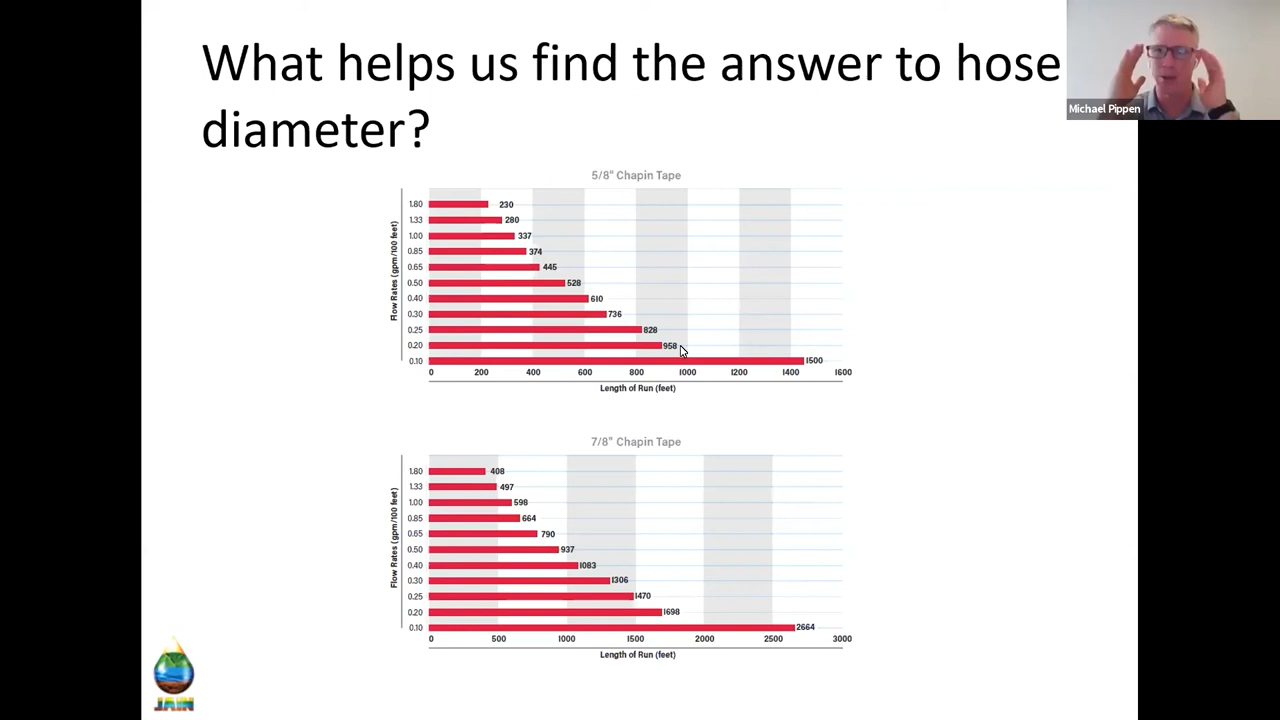 What helps us find the answer to hose
diameter?
Michael Pippen
5/8" Chapin Tape
Flow Rates (gpm/100 feet)
1.80 230
1.33 280
1.00 337
0.85 374
0.65 445
0.50 528
0.40 610
0.30 736
0.25 828
0.20 958
0.10 1500
0 200 400 600 800 1000 1200 1400 1600
Length of Run (feet)
7/8" Chapin Tape
Flow Rates (gpm/100 feet)
1.80 408
1.33 497
1.00 598
0.85 664
0.65 790
0.50 937
0.40 1083
0.30 1306
0.25 1470
0.20 1698
0.10 2664
0 500 1000 1500 2000 2500 3000
Length of Run (feet)
JAIN